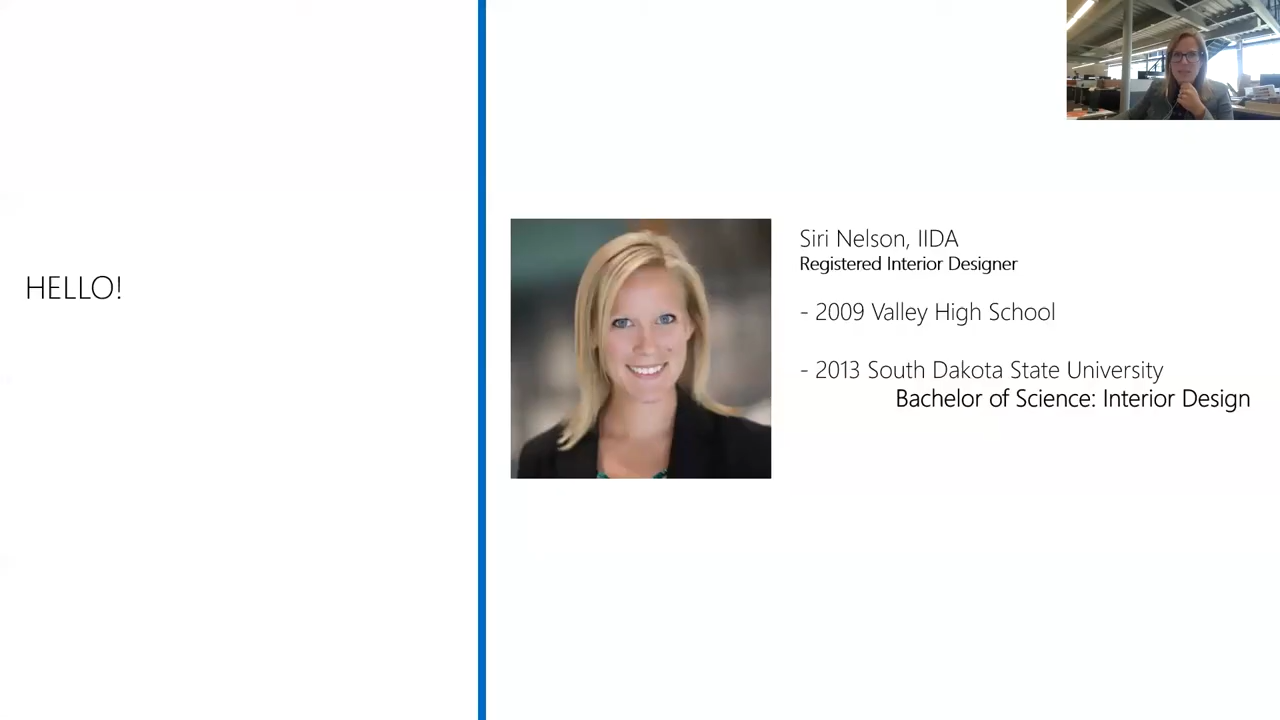 HELLO!
Siri Nelson, IIDA
Registered Interior Designer
- 2009 Valley High School
- 2013 South Dakota State University
Bachelor of Science: Interior Design